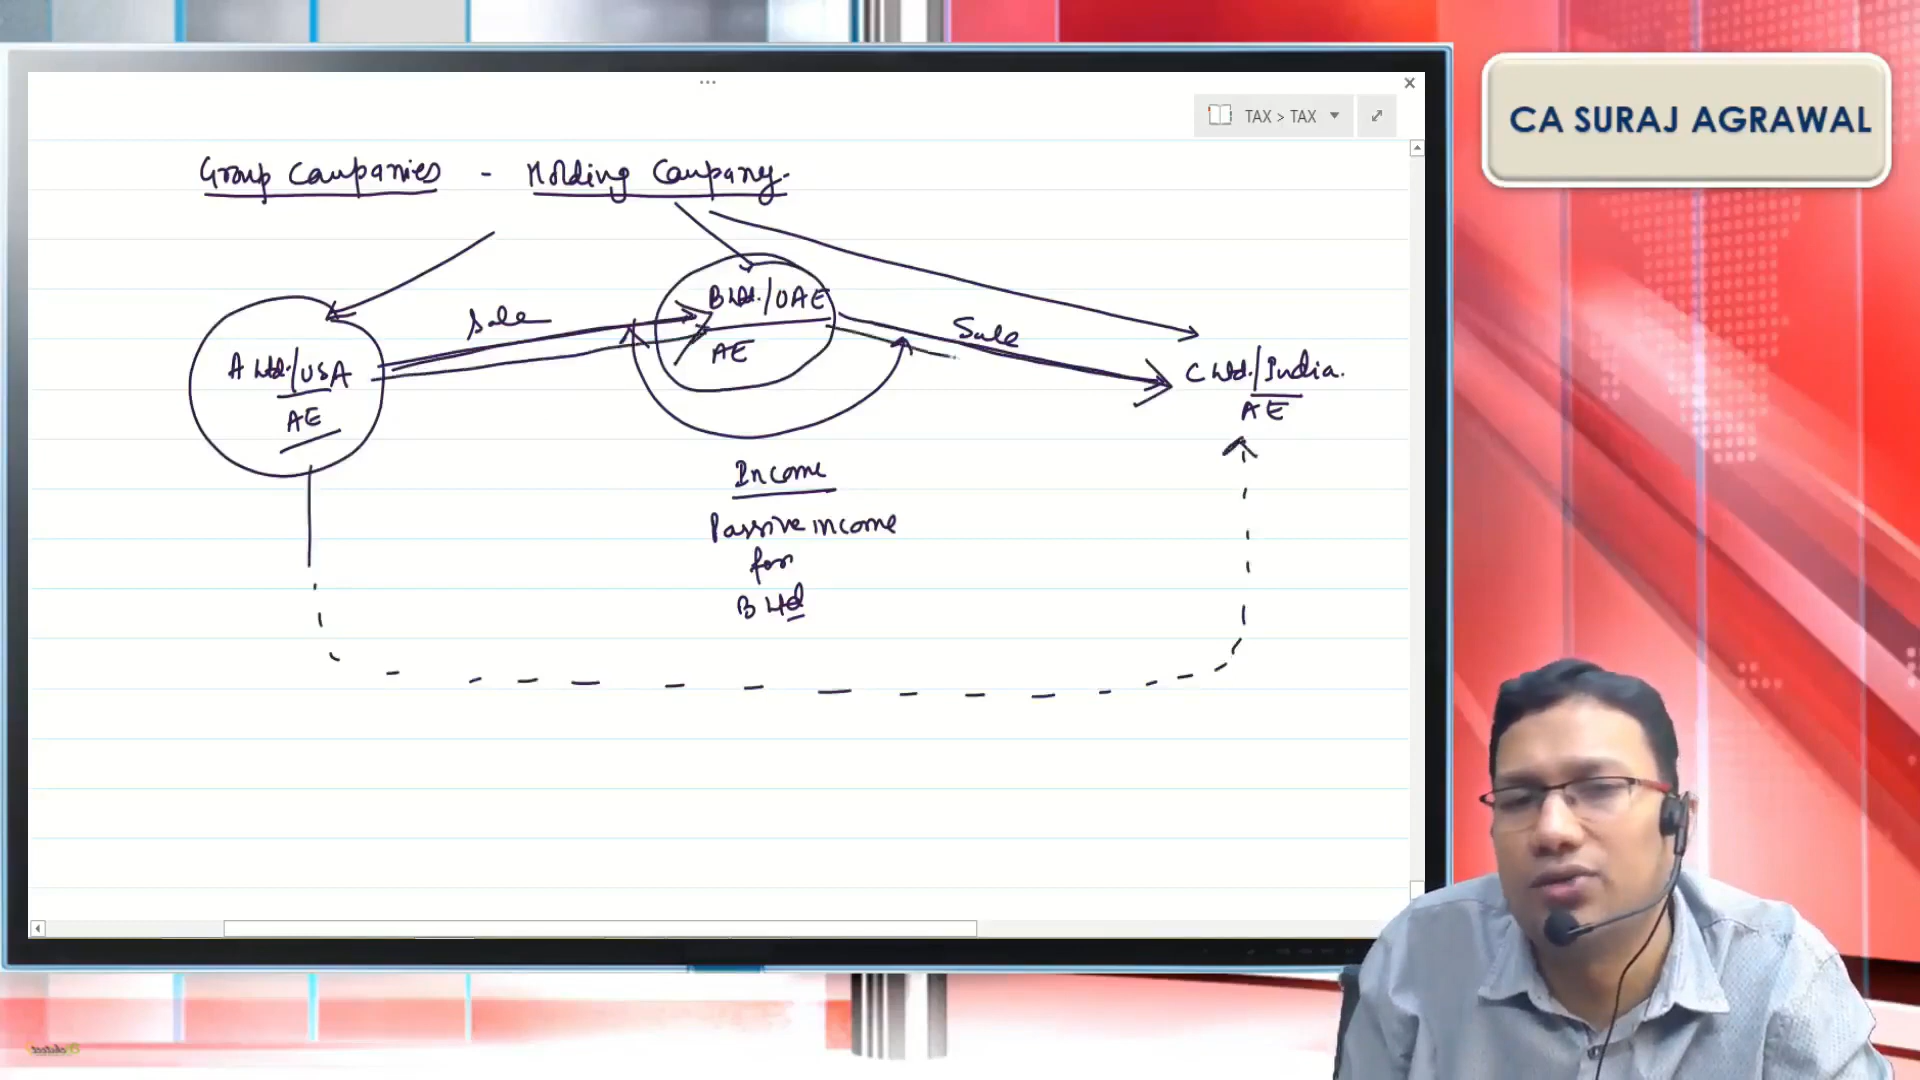 CA SURAJ AGRAWAL
TAX > TAX
Group Companies - Holding Company.
Sale
B Ltd./UAE
AE
Sale
A Ltd./USA
AE
C Ltd./India.
AE
Income
Passive income
for
B Ltd